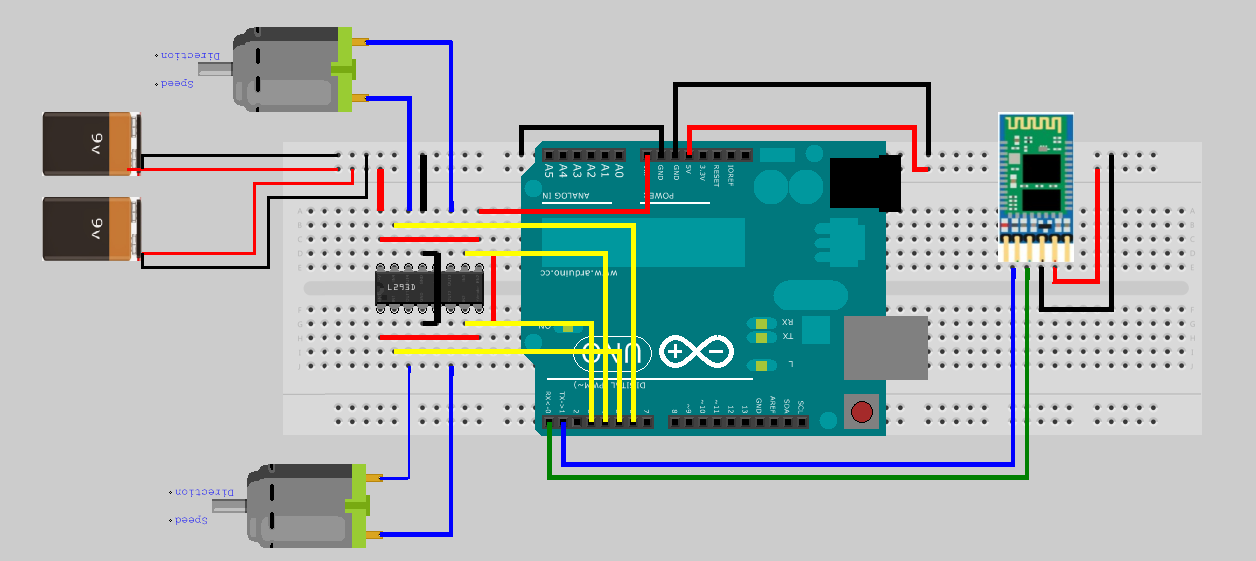 Direction
Speed
9V
9V
A5 A4 A3 A2 A1 A0
GND GND 5V 3.3V RESET IOREF
ANALOG IN
POWER
A
B
C
D
E
www.arduino.cc
L293D
F
G
H
I
J
ON
UNO
RX
TX
L
DIGITAL (PWM ~)
RX<-0 TX->1 2 7 8 ~9 ~10 ~11 12 13 GND AREF SDA SCL
Direction
Speed